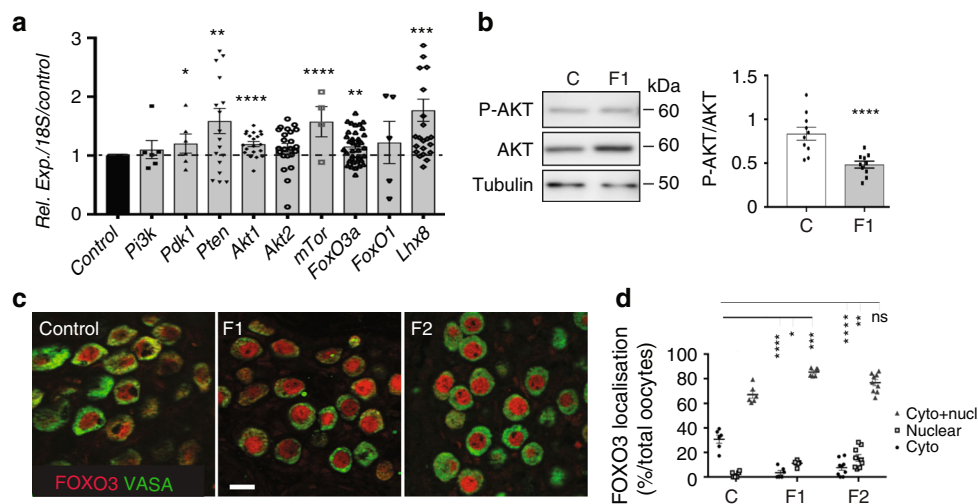 a
Rel. Exp./18S/control
3
2
1
0
* ** **** **** ** ***
Control Pi3k Pdk1 Pten Akt1 Akt2 mTor FoxO3a FoxO1 Lhx8
b
C F1 kDa
P-AKT – 60
AKT – 60
Tubulin – 50
P-AKT/AKT
1.5
1
0.5
0
****
C F1
c
Control F1 F2
FOXO3 VASA
d
FOXO3 localisation
(%/total oocytes)
**** * *** **** ** ns
100
80
60
40
20
0
C F1 F2
Cyto+nucl
Nuclear
Cyto